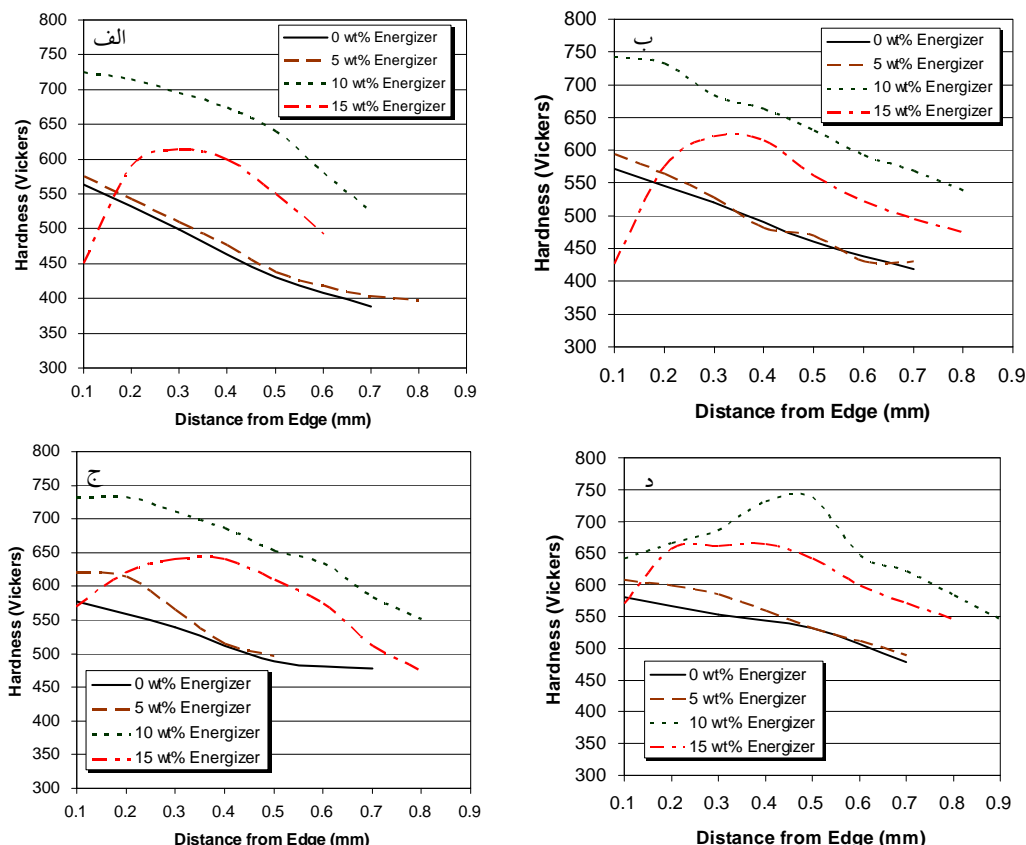 الف
0 wt% Energizer
5 wt% Energizer
10 wt% Energizer
15 wt% Energizer
800
750
700
650
600
550
500
450
400
350
300
Hardness (Vickers)
0.1 0.2 0.3 0.4 0.5 0.6 0.7 0.8 0.9
Distance from Edge (mm)
ب
0 wt% Energizer
5 wt% Energizer
10 wt% Energizer
15 wt% Energizer
800
750
700
650
600
550
500
450
400
350
300
Hardness (Vickers)
0.1 0.2 0.3 0.4 0.5 0.6 0.7 0.8 0.9
Distance from Edge (mm)
ج
800
750
700
650
600
550
500
450
400
350
300
Hardness (Vickers)
0 wt% Energizer
5 wt% Energizer
10 wt% Energizer
15 wt% Energizer
0.1 0.2 0.3 0.4 0.5 0.6 0.7 0.8 0.9
Distance from Edge (mm)
د
800
750
700
650
600
550
500
450
400
350
300
Hardness (Vickers)
0 wt% Energizer
5 wt% Energizer
10 wt% Energizer
15 wt% Energizer
0.1 0.2 0.3 0.4 0.5 0.6 0.7 0.8 0.9
Distance from Edge (mm)